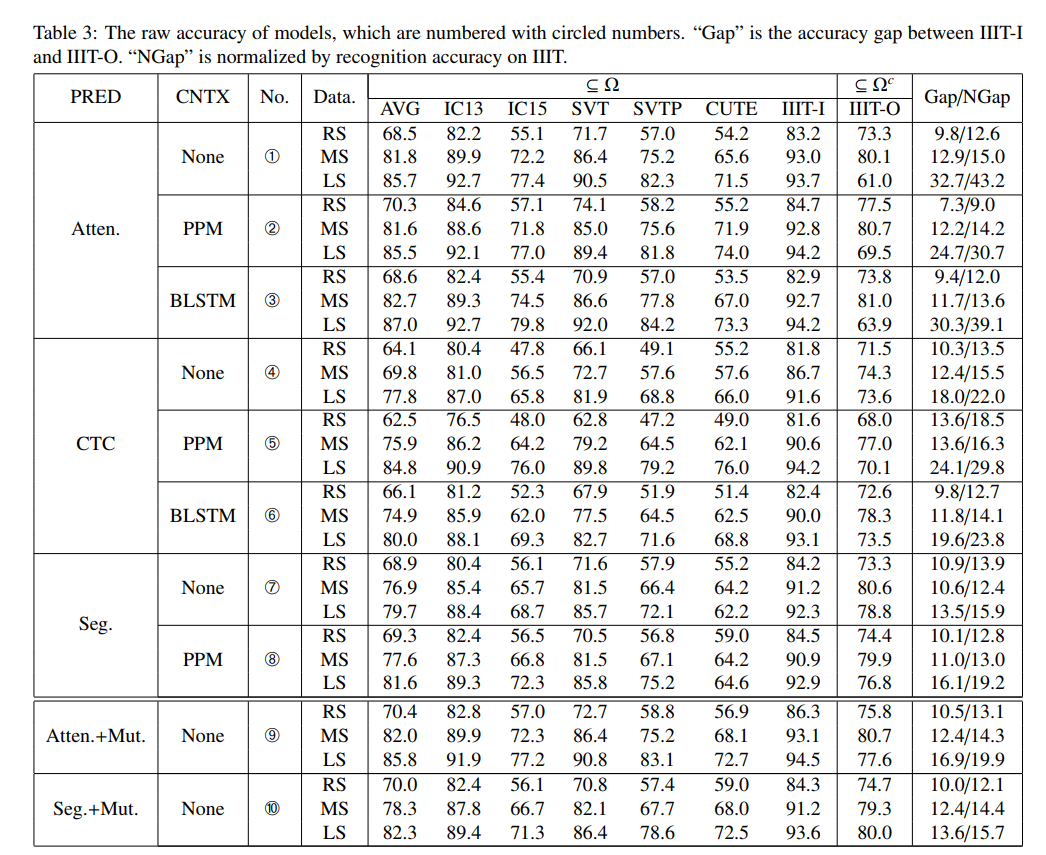 Table 3: The raw accuracy of models, which are numbered with circled numbers. “Gap” is the accuracy gap between IIIT-I
and IIIT-O. “NGap” is normalized by recognition accuracy on IIIT.
PRED CNTX No. Data. ⊆ Ω ⊆ Ωᶜ Gap/NGap
AVG IC13 IC15 SVT SVTP CUTE IIIT-I IIIT-O
Atten. None ① RS 68.5 82.2 55.1 71.7 57.0 54.2 83.2 73.3 9.8/12.6
MS 81.8 89.9 72.2 86.4 75.2 65.6 93.0 80.1 12.9/15.0
LS 85.7 92.7 77.4 90.5 82.3 71.5 93.7 61.0 32.7/43.2
PPM ② RS 70.3 84.6 57.1 74.1 58.2 55.2 84.7 77.5 7.3/9.0
MS 81.6 88.6 71.8 85.0 75.6 71.9 92.8 80.7 12.2/14.2
LS 85.5 92.1 77.0 89.4 81.8 74.0 94.2 69.5 24.7/30.7
BLSTM ③ RS 68.6 82.4 55.4 70.9 57.0 53.5 82.9 73.8 9.4/12.0
MS 82.7 89.3 74.5 86.6 77.8 67.0 92.7 81.0 11.7/13.6
LS 87.0 92.7 79.8 92.0 84.2 73.3 94.2 63.9 30.3/39.1
CTC None ④ RS 64.1 80.4 47.8 66.1 49.1 55.2 81.8 71.5 10.3/13.5
MS 69.8 81.0 56.5 72.7 57.6 57.6 86.7 74.3 12.4/15.5
LS 77.8 87.0 65.8 81.9 68.8 66.0 91.6 73.6 18.0/22.0
PPM ⑤ RS 62.5 76.5 48.0 62.8 47.2 49.0 81.6 68.0 13.6/18.5
MS 75.9 86.2 64.2 79.2 64.5 62.1 90.6 77.0 13.6/16.3
LS 84.8 90.9 76.0 89.8 79.2 76.0 94.2 70.1 24.1/29.8
BLSTM ⑥ RS 66.1 81.2 52.3 67.9 51.9 51.4 82.4 72.6 9.8/12.7
MS 74.9 85.9 62.0 77.5 64.5 62.5 90.0 78.3 11.8/14.1
LS 80.0 88.1 69.3 82.7 71.6 68.8 93.1 73.5 19.6/23.8
Seg. None ⑦ RS 68.9 80.4 56.1 71.6 57.9 55.2 84.2 73.3 10.9/13.9
MS 76.9 85.4 65.7 81.5 66.4 64.2 91.2 80.6 10.6/12.4
LS 79.7 88.4 68.7 85.7 72.1 62.2 92.3 78.8 13.5/15.9
PPM ⑧ RS 69.3 82.4 56.5 70.5 56.8 59.0 84.5 74.4 10.1/12.8
MS 77.6 87.3 66.8 81.5 67.1 64.2 90.9 79.9 11.0/13.0
LS 81.6 89.3 72.3 85.8 75.2 64.6 92.9 76.8 16.1/19.2
Atten.+Mut. None ⑨ RS 70.4 82.8 57.0 72.7 58.8 56.9 86.3 75.8 10.5/13.1
MS 82.0 89.9 72.3 86.4 75.2 68.1 93.1 80.7 12.4/14.3
LS 85.8 91.9 77.2 90.8 83.1 72.7 94.5 77.6 16.9/19.9
Seg.+Mut. None ⑩ RS 70.0 82.4 56.1 70.8 57.4 59.0 84.3 74.7 10.0/12.1
MS 78.3 87.8 66.7 82.1 67.7 68.0 91.2 79.3 12.4/14.4
LS 82.3 89.4 71.3 86.4 78.6 72.5 93.6 80.0 13.6/15.7